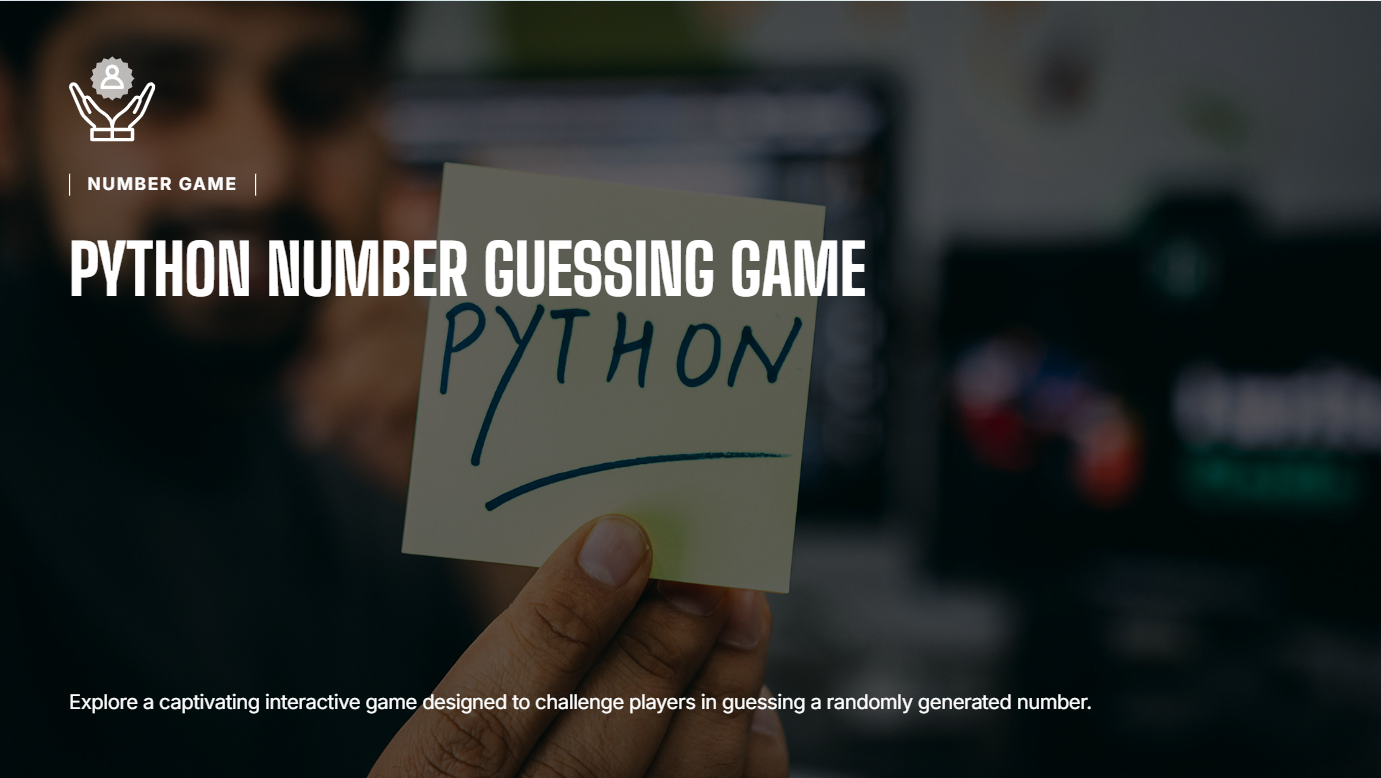 NUMBER GAME
PYTHON NUMBER GUESSING GAME
PYTHON
Explore a captivating interactive game designed to challenge players in guessing a randomly generated number.